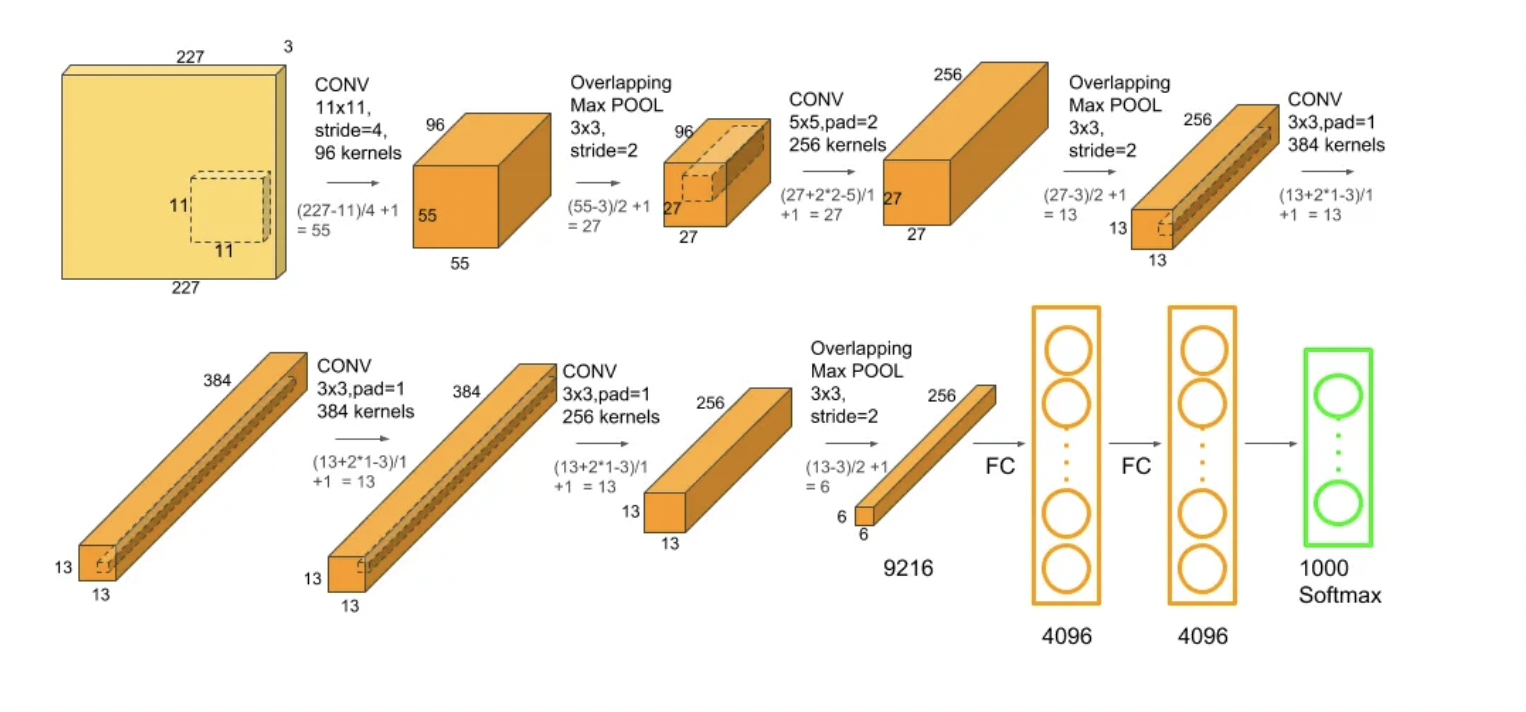 227
3
11
11
227
CONV
11x11,
stride=4,
96 kernels
(227-11)/4 +1
= 55
96
55
55
Overlapping
Max POOL
3x3,
stride=2
(55-3)/2 +1
= 27
96
27
27
CONV
5x5,pad=2
256 kernels
(27+2*2-5)/1
+1 = 27
256
27
27
Overlapping
Max POOL
3x3,
stride=2
(27-3)/2 +1
= 13
256
13
13
CONV
3x3,pad=1
384 kernels
(13+2*1-3)/1
+1 = 13
384
13
13
CONV
3x3,pad=1
384 kernels
(13+2*1-3)/1
+1 = 13
384
13
13
CONV
3x3,pad=1
256 kernels
(13+2*1-3)/1
+1 = 13
256
13
13
Overlapping
Max POOL
3x3,
stride=2
(13-3)/2 +1
= 6
256
6
6
9216
FC
4096
FC
4096
1000
Softmax